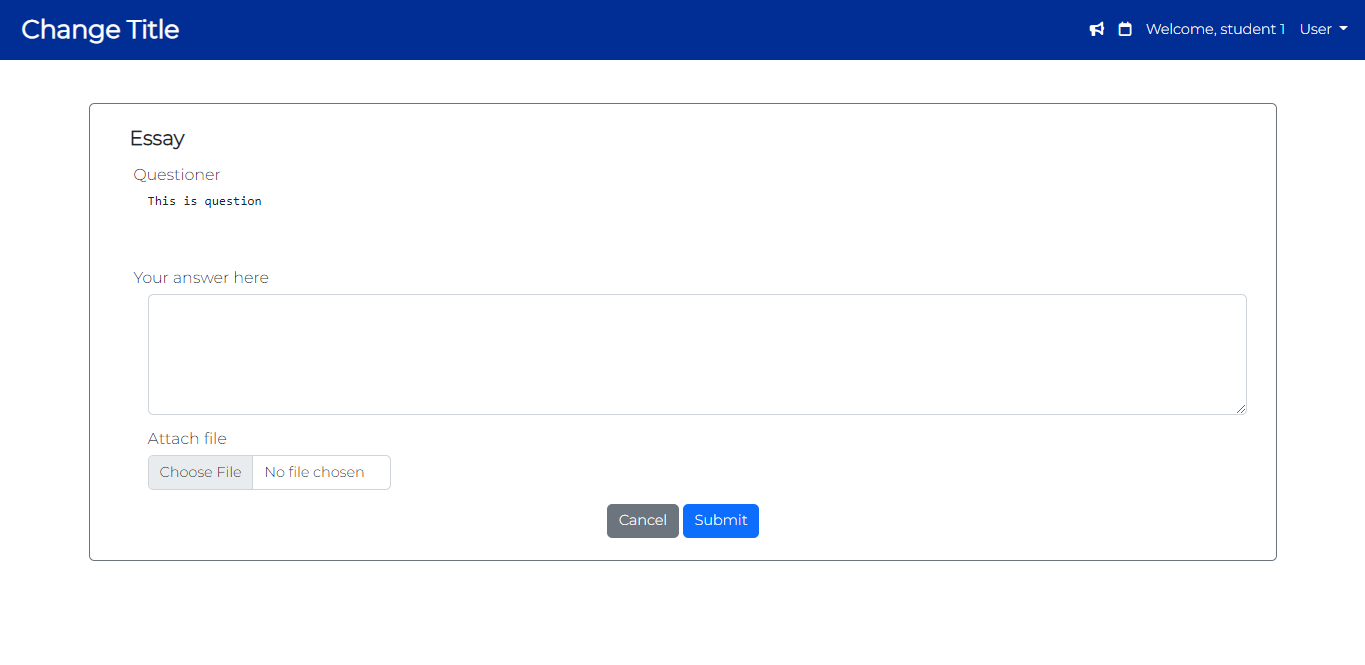 Change Title
Welcome, student 1 User
Essay
Questioner
This is question
Your answer here
Attach file
Choose File No file chosen
Cancel Submit